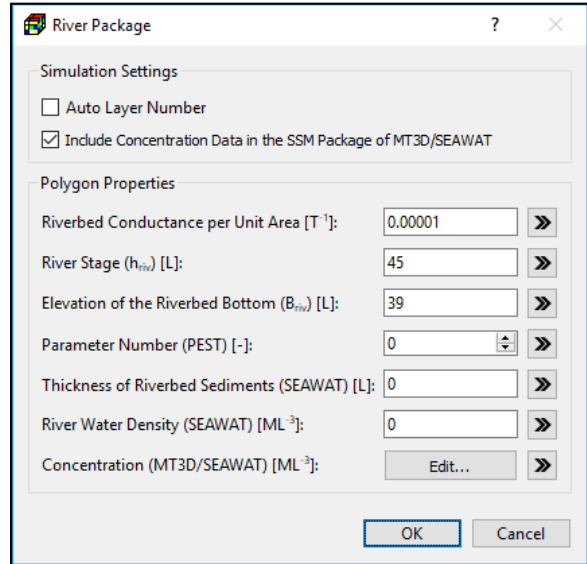 River Package
?
Simulation Settings
Auto Layer Number
Include Concentration Data in the SSM Package of MT3D/SEAWAT
Polygon Properties
Riverbed Conductance per Unit Area [T⁻¹]: 0.00001
River Stage (hᵣᵢᵥ) [L]: 45
Elevation of the Riverbed Bottom (Bᵣᵢᵥ) [L]: 39
Parameter Number (PEST) [-]: 0
Thickness of Riverbed Sediments (SEAWAT) [L]: 0
River Water Density (SEAWAT) [ML⁻³]: 0
Concentration (MT3D/SEAWAT) [ML⁻³]: Edit...
OK Cancel